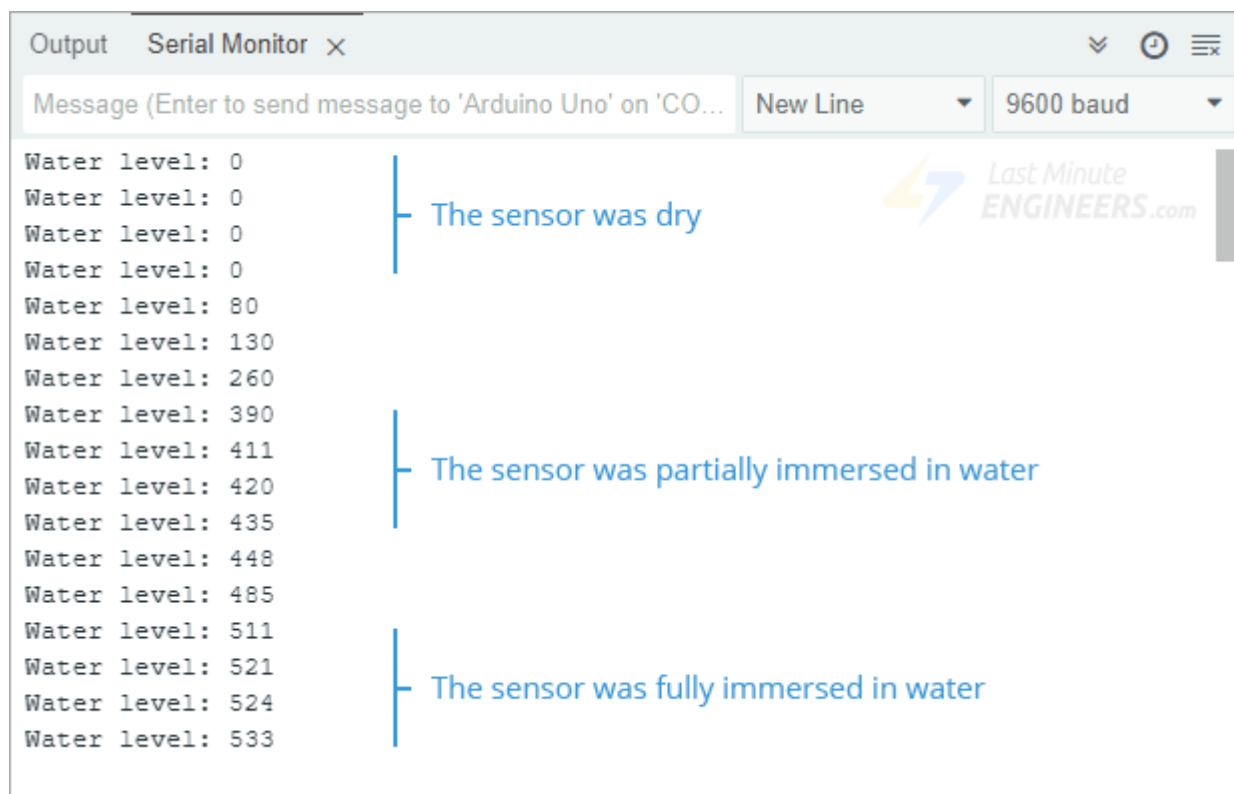 Output Serial Monitor ×
Message (Enter to send message to 'Arduino Uno' on 'CO... New Line 9600 baud
Last Minute
ENGINEERS.com
Water level: 0
Water level: 0
The sensor was dry
Water level: 0
Water level: 0
Water level: 80
Water level: 130
Water level: 260
Water level: 390
Water level: 411
The sensor was partially immersed in water
Water level: 420
Water level: 435
Water level: 448
Water level: 485
Water level: 511
Water level: 521
The sensor was fully immersed in water
Water level: 524
Water level: 533